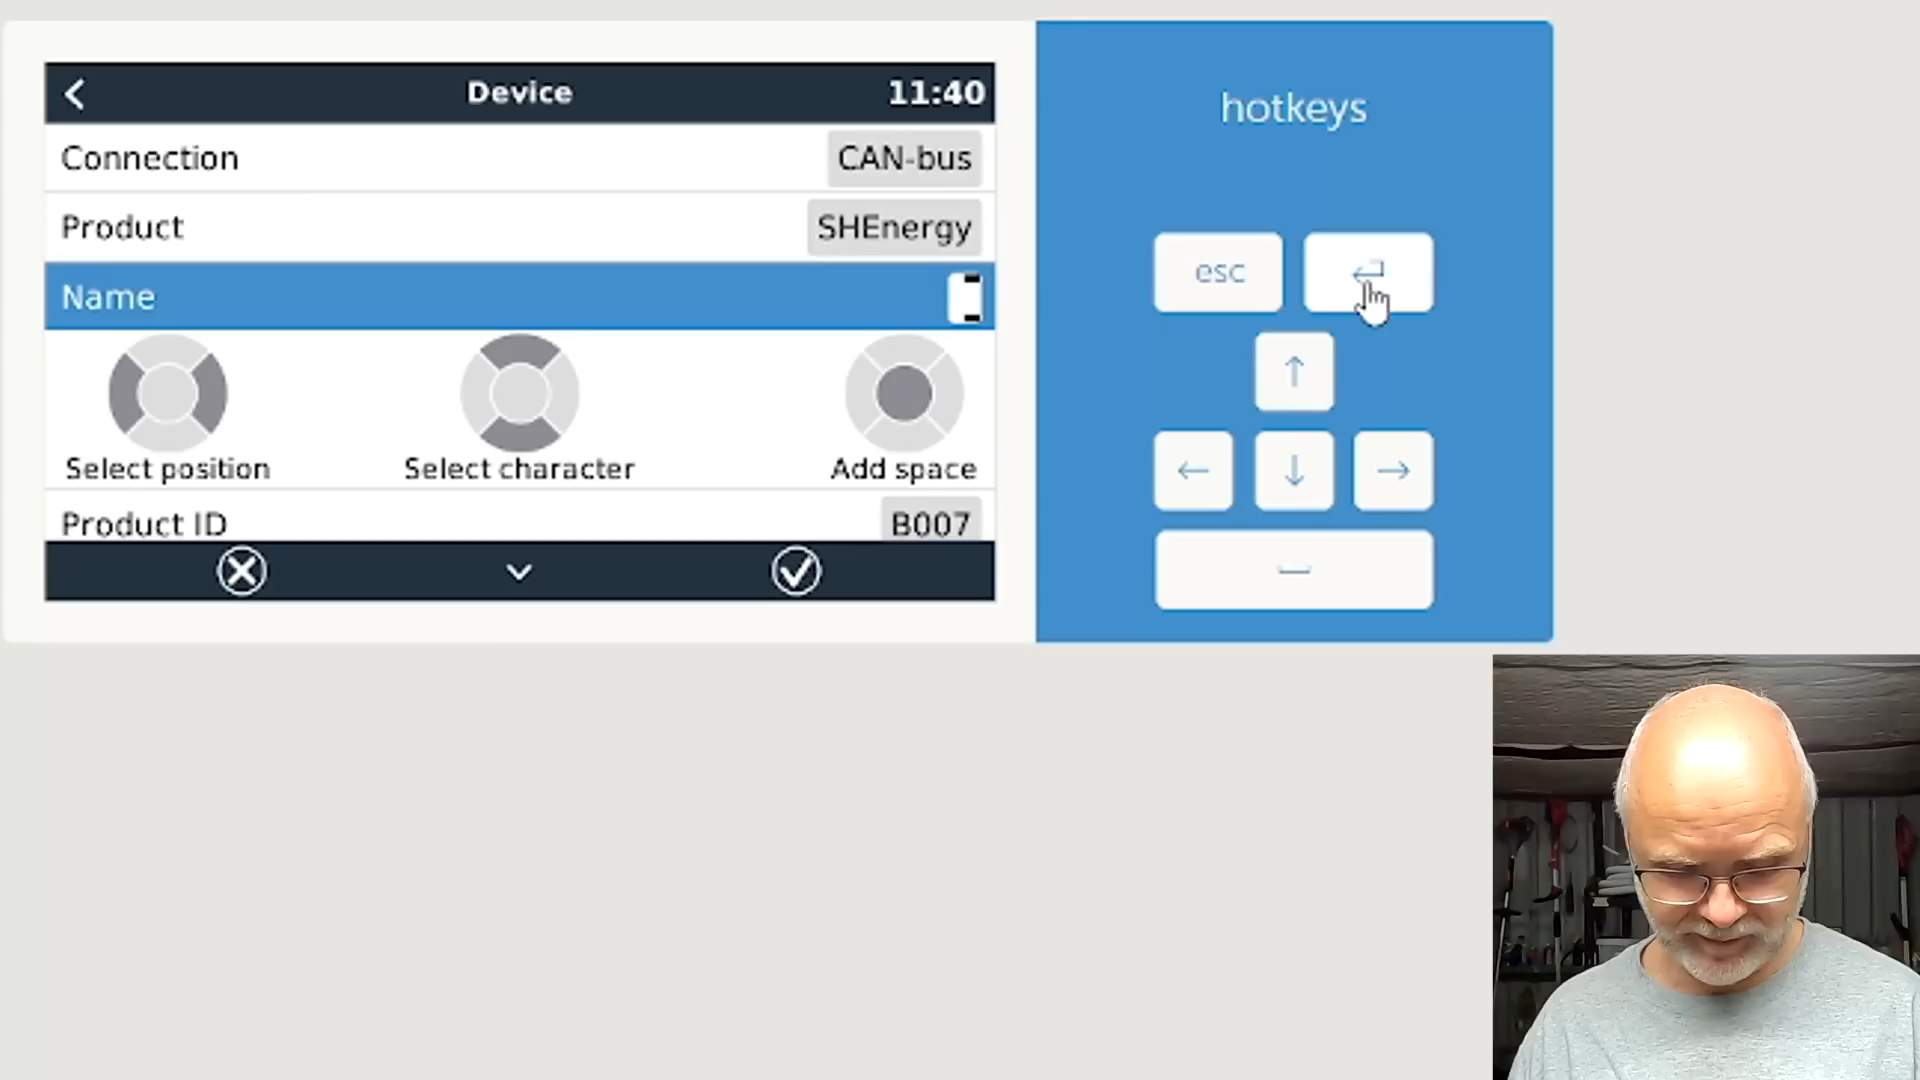 Device
11:40
Connection
CAN-bus
Product
SHEnergy
Name
Select position
Select character
Add space
Product ID
B007
hotkeys
esc